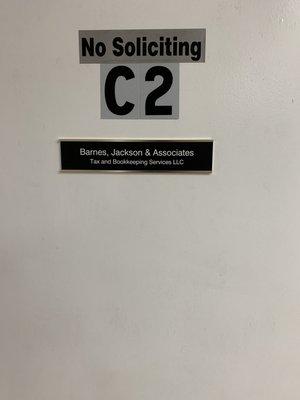 No Soliciting
C2
Barnes, Jackson & Associates
Tax and Bookkeeping Services LLC